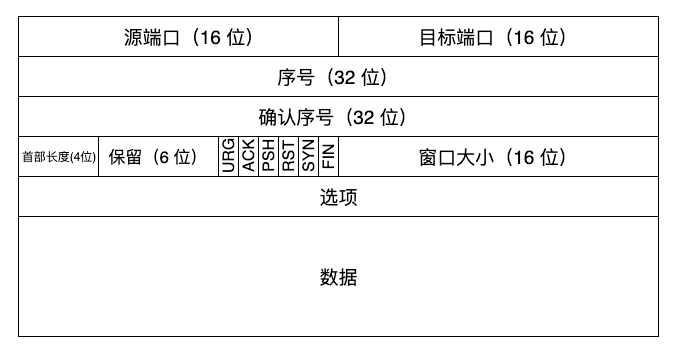 源端口（16 位） 目标端口（16 位）
序号（32 位）
确认序号（32 位）
首部长度(4位) 保留（6 位） URG ACK PSH RST SYN FIN 窗口大小（16 位）
选项
数据